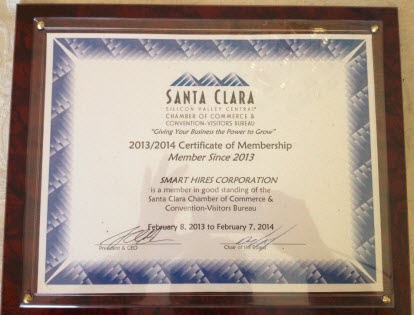 SANTA CLARA
SILICON VALLEY CENTRAL®
CHAMBER OF COMMERCE &
CONVENTION-VISITORS BUREAU
"Giving Your Business the Power to Grow"
2013/2014 Certificate of Membership
Member Since 2013
SMART HIRES CORPORATION
is a member in good standing of the
Santa Clara Chamber of Commerce &
Convention-Visitors Bureau
February 8, 2013 to February 7, 2014
President & CEO
Chair of the Board